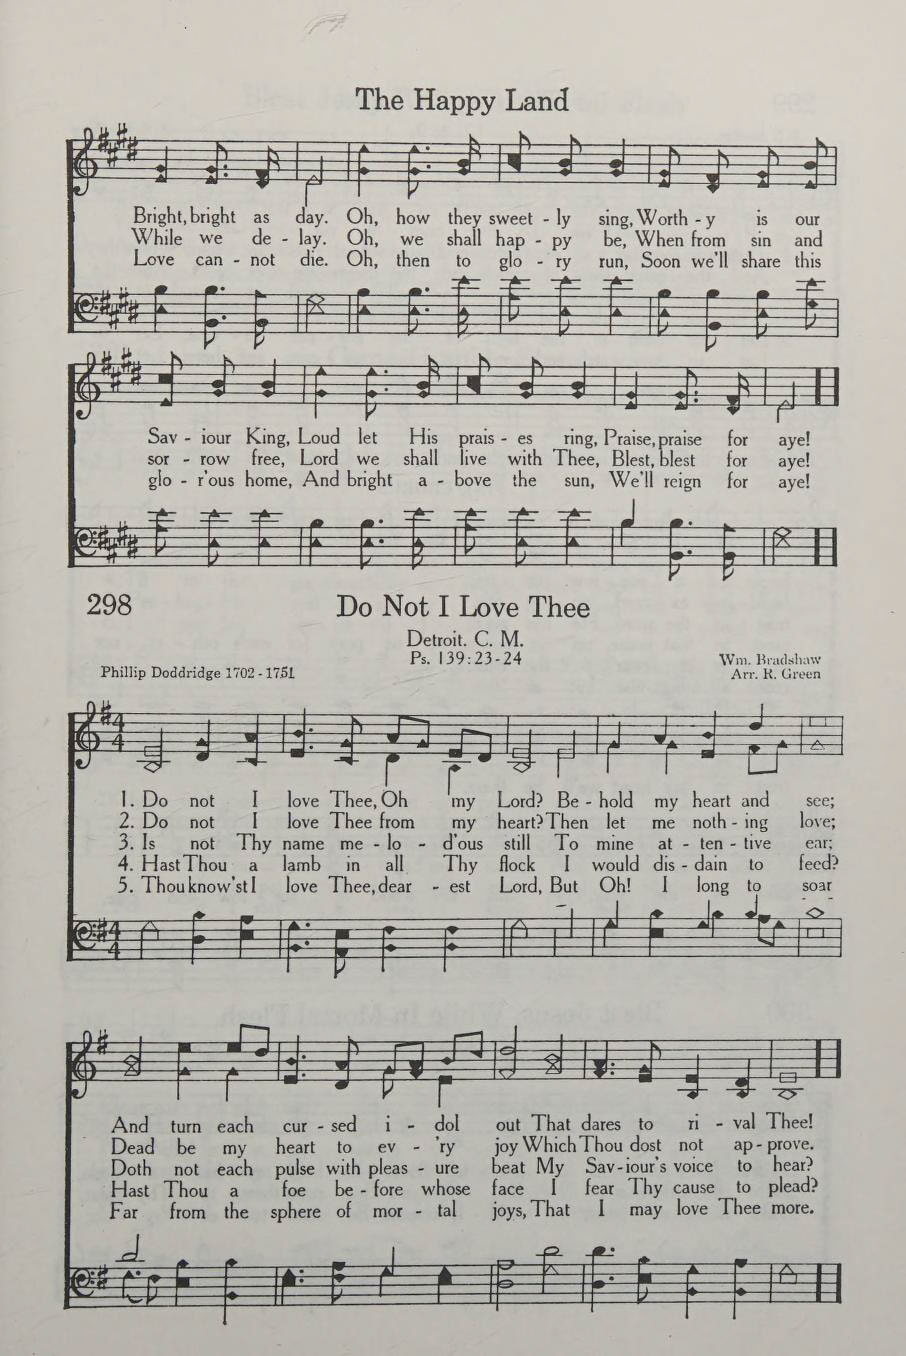 The Happy Land
Bright, bright as day. Oh, how they sweet - ly sing, Worth - y is our
While we de - lay. Oh, we shall hap - py be, When from sin and
Love can - not die. Oh, then to glo - ry run, Soon we'll share this
Sav - iour King, Loud let His prais - es ring, Praise, praise for aye!
sor - row free, Lord we shall live with Thee, Blest, blest for aye!
glo - r'ous home, And bright a - bove the sun, We'll reign for aye!
298 Do Not I Love Thee
Detroit. C. M.
Ps. 139:23-24
Phillip Doddridge 1702 - 1751
Wm. Bradshaw
Arr. R. Green
4 4
1. Do not I love Thee, Oh my Lord? Be - hold my heart and see;
2. Do not I love Thee from my heart? Then let me noth - ing love;
3. Is not Thy name me - lo - d'ous still To mine at - ten - tive ear;
4. Hast Thou a lamb in all Thy flock I would dis - dain to feed?
5. Thou know'st I love Thee, dear - est Lord, But Oh! I long to soar
4 4
And turn each cur - sed i - dol out That dares to ri - val Thee!
Dead be my heart to ev - 'ry joy Which Thou dost not ap - prove.
Doth not each pulse with pleas - ure beat My Sav - iour's voice to hear?
Hast Thou a foe be - fore whose face I fear Thy cause to plead?
Far from the sphere of mor - tal joys, That I may love Thee more.